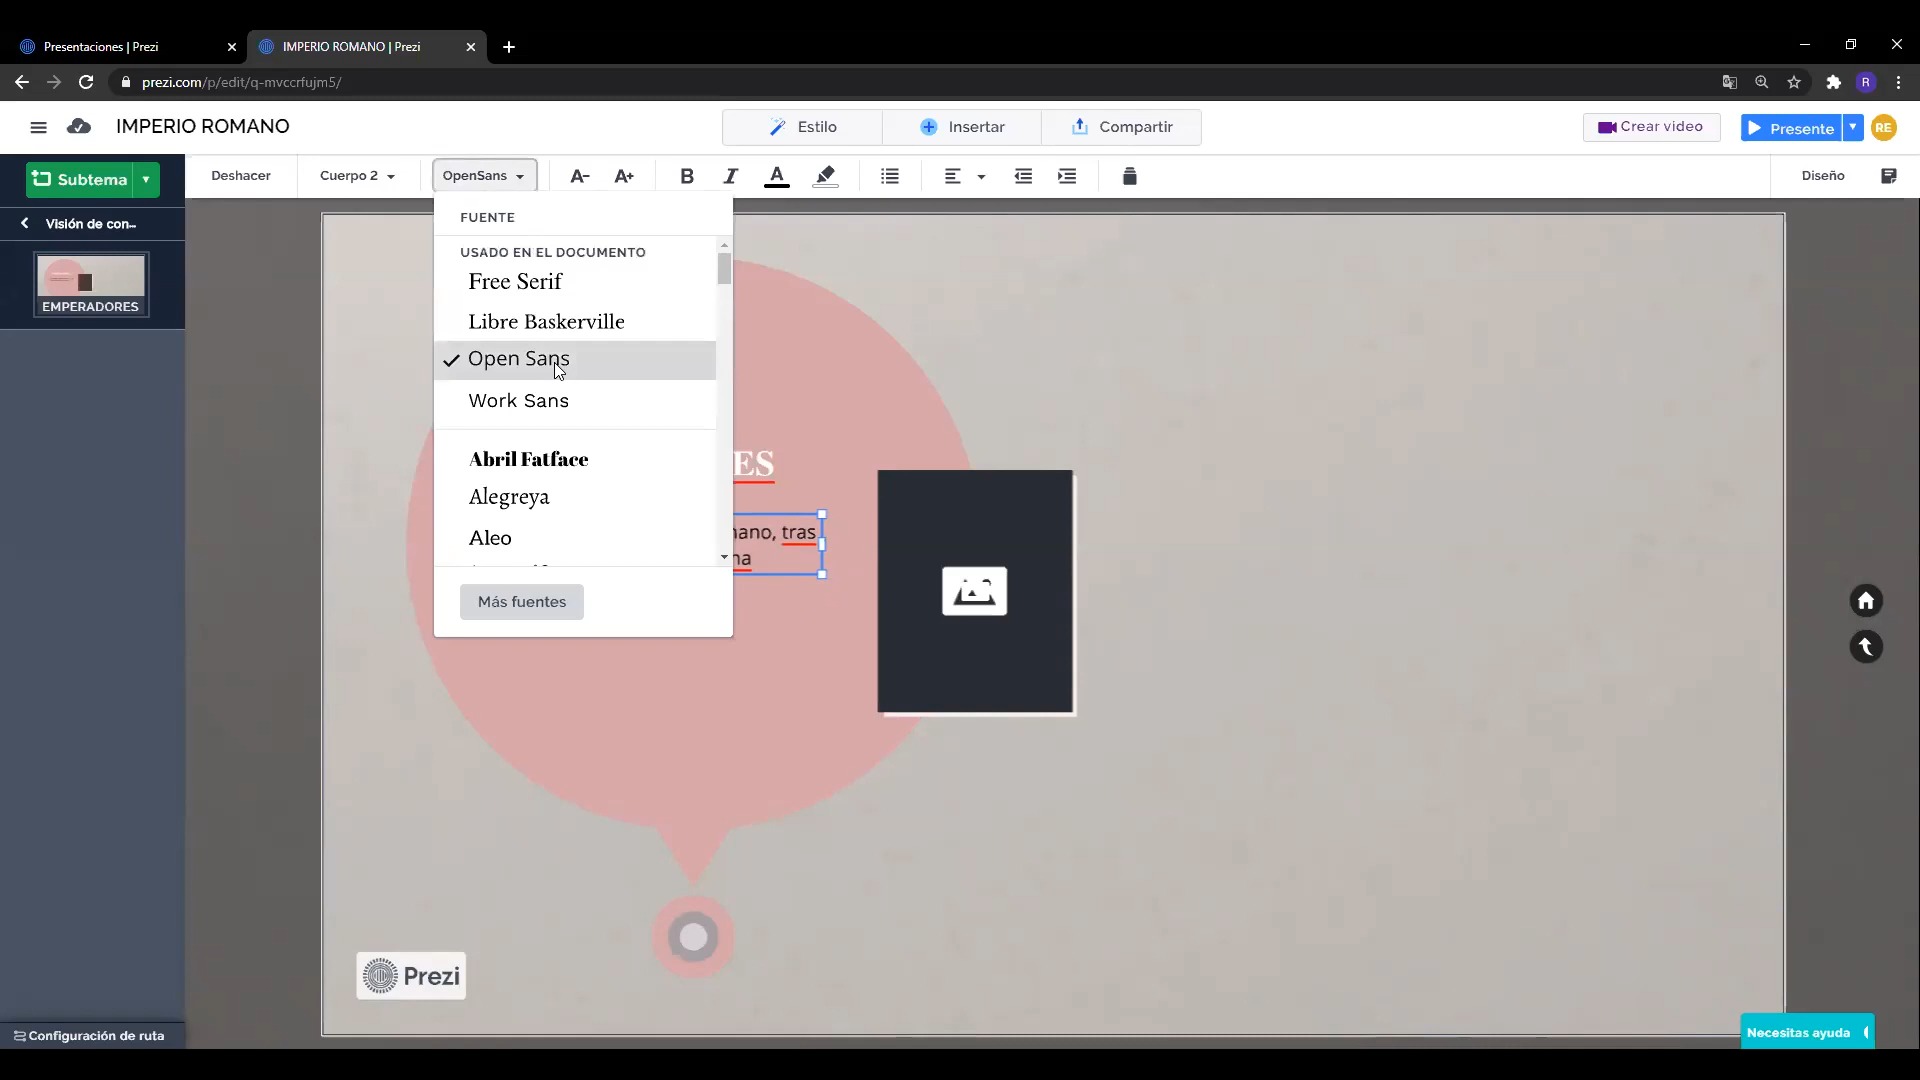 Presentaciones | Prezi
IMPERIO ROMANO | Prezi
prezi.com/p/edit/q-mvccrfujm5/
R
IMPERIO ROMANO
Estilo
Insertar
Compartir
Crear video
Presente
RE
Subtema
Deshacer
Cuerpo 2
OpenSans
A-
A+
B
I
A
Diseño
Visión de con...
EMPERADORES
FUENTE
USADO EN EL DOCUMENTO
Free Serif
Libre Baskerville
Open Sans
Work Sans
Abril Fatface
Alegreya
Aleo
Más fuentes
ES
nano, tras
na
Prezi
Configuración de ruta
Necesitas ayuda